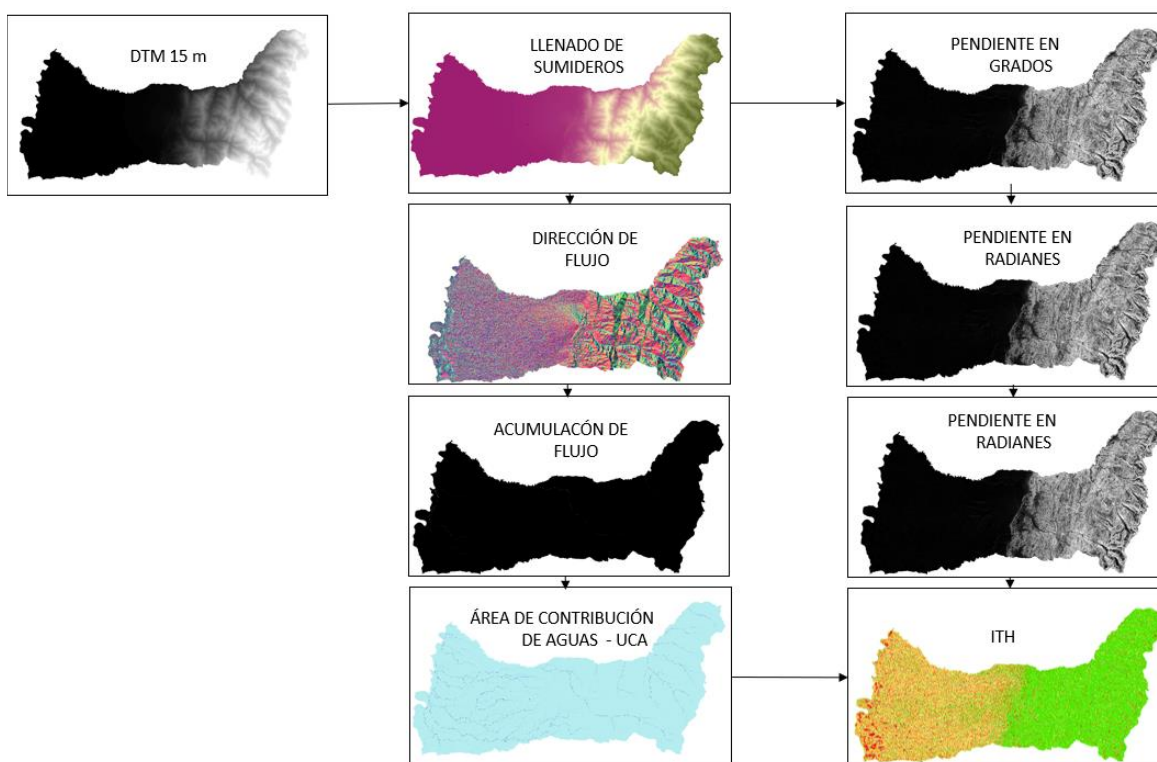 DTM 15 m
LLENADO DE
SUMIDEROS
PENDIENTE EN
GRADOS
DIRECCIÓN DE
FLUJO
PENDIENTE EN
RADIANES
ACUMULACÓN DE
FLUJO
PENDIENTE EN
RADIANES
ÁREA DE CONTRIBUCIÓN
DE AGUAS - UCA
ITH